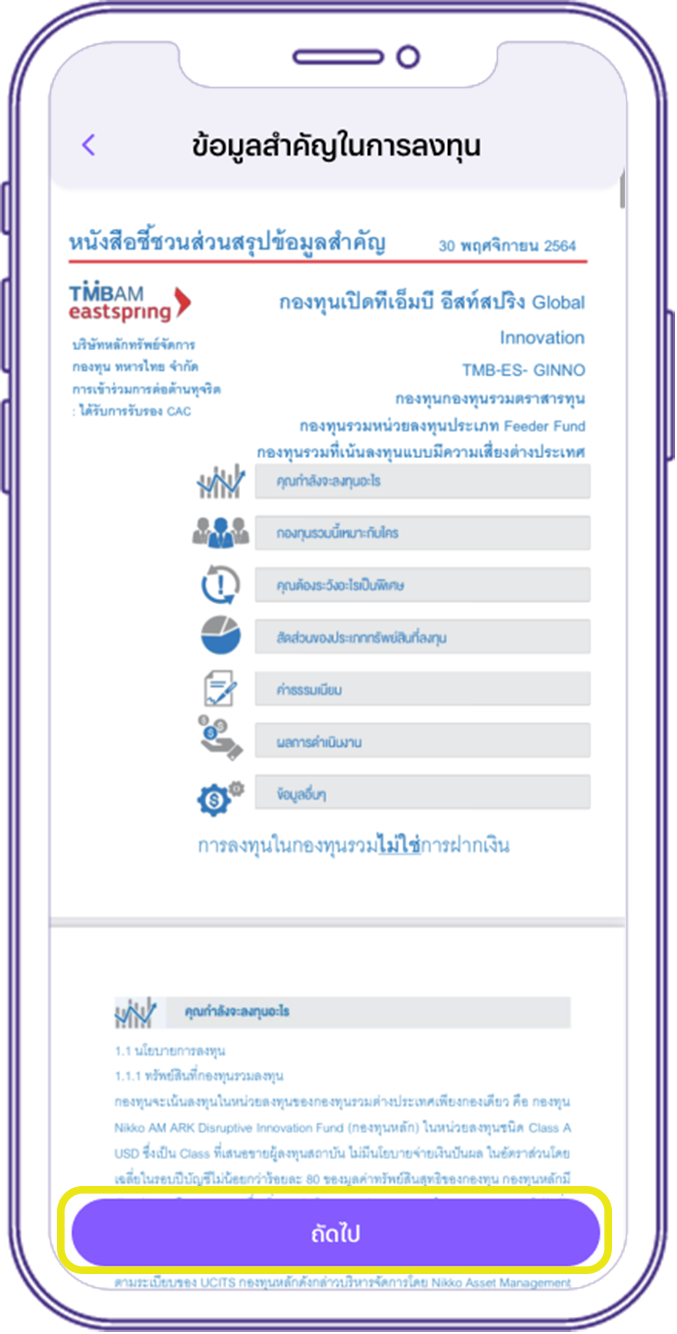 ข้อมูลสำคัญในการลงทุน
หนังสือชี้ชวนส่วนสรุปข้อมูลสำคัญ 30 พฤศจิกายน 2564
TMBAM
eastspring
บริษัทหลักทรัพย์จัดการ
กองทุน ทหารไทย จำกัด
การเข้าร่วมการต่อต้านทุจริต
: ได้รับการรับรอง CAC
กองทุนเปิดทีเอ็มบี อีสท์สปริง Global
Innovation
TMB-ES- GINNO
กองทุนกองทุนรวมตราสารทุน
กองทุนรวมหน่วยลงทุนประเภท Feeder Fund
กองทุนรวมที่เน้นลงทุนแบบมีความเสี่ยงต่างประเทศ
คุณกำลังจะลงทุนอะไร
กองทุนรวมนี้เหมาะกับใคร
คุณต้องระวังอะไรเป็นพิเศษ
สัดส่วนของประเภททรัพย์สินที่ลงทุน
ค่าธรรมเนียม
ผลการดำเนินงาน
ข้อมูลอื่นๆ
การลงทุนในกองทุนรวมไม่ใช่การฝากเงิน
คุณกำลังจะลงทุนอะไร
1.1 นโยบายการลงทุน
1.1.1 ทรัพย์สินที่กองทุนรวมลงทุน
กองทุนจะเน้นลงทุนในหน่วยลงทุนของกองทุนรวมต่างประเทศเพียงกองเดียว คือ กองทุน
Nikko AM ARK Disruptive Innovation Fund (กองทุนหลัก) ในหน่วยลงทุนชนิด Class A
USD ซึ่งเป็น Class ที่เสนอขายผู้ลงทุนสถาบัน ไม่มีนโยบายจ่ายเงินปันผล ในอัตราส่วนโดย
เฉลี่ยในรอบปีบัญชีไม่น้อยกว่าร้อยละ 80 ของมูลค่าทรัพย์สินสุทธิของกองทุน กองทุนหลักมี
ถัดไป
ตามระเบียบของ UCITS กองทุนหลักดังกล่าวบริหารจัดการโดย Nikko Asset Management